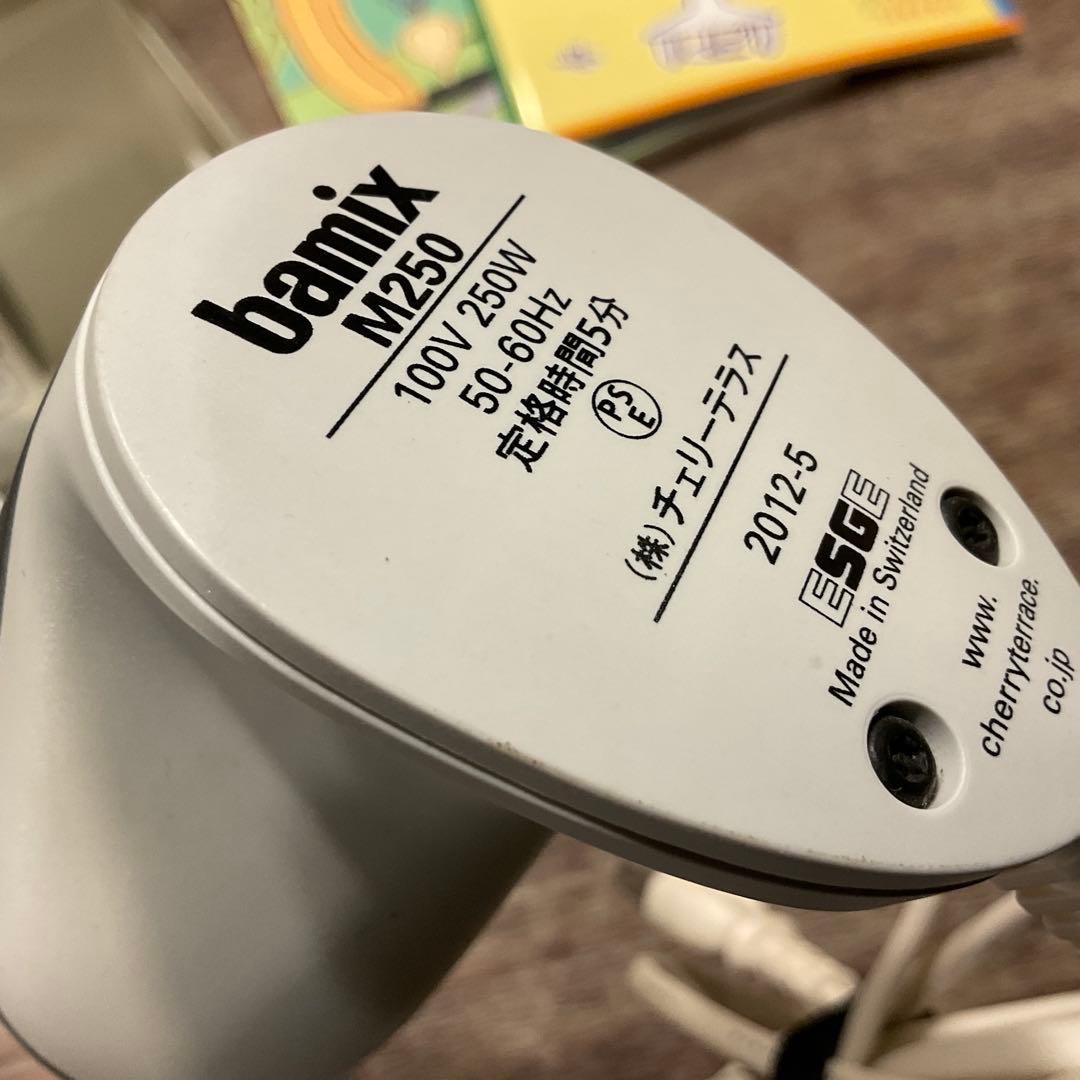 bamix
M250
100V 250W
50-60Hz
定格時間5分
PSE
(株)チェリーテラス
2012-5
ESGE
Made in Switzerland
www.
cherryterrace.
co.jp